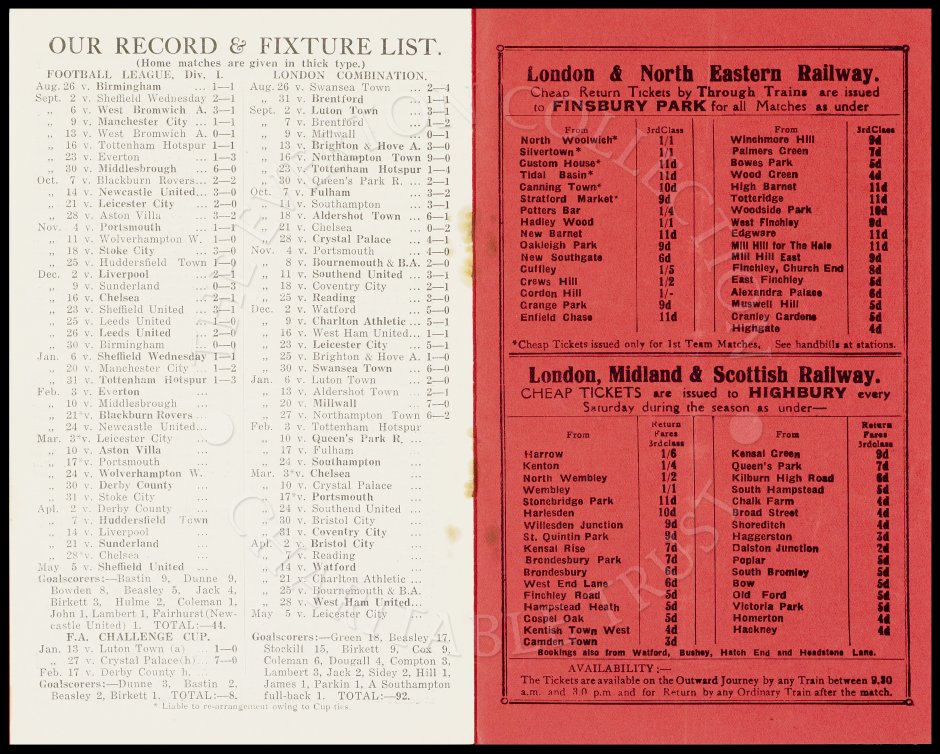 OUR RECORD & FIXTURE LIST.
(Home matches are given in thick type.)
FOOTBALL LEAGUE, Div. I.
Aug. 26 v. Birmingham ... 1—1
Sept. 2 v. Sheffield Wednesday 2—1
„ 6 v. West Bromwich A. 3—1
„ 9 v. Manchester City ... 1—1
„ 13 v. West Bromwich A. 0—1
„ 16 v. Tottenham Hotspur 1—1
„ 23 v. Everton ... 1—3
„ 30 v. Middlesbrough ... 6—0
Oct. 7 v. Blackburn Rovers... 2—2
„ 14 v. Newcastle United... 3—0
„ 21 v. Leicester City ... 2—0
„ 28 v. Aston Villa ... 3—2
Nov. 4 v. Portsmouth ... 1—1
„ 11 v. Wolverhampton W. 1—0
„ 18 v. Stoke City ... 3—0
„ 25 v. Huddersfield Town 1—0
Dec. 2 v. Liverpool ... 2—1
„ 9 v. Sunderland ... 0—3
„ 16 v. Chelsea ... 2—1
„ 23 v. Sheffield United ... 3—1
„ 25 v. Leeds United ... 1—0
„ 26 v. Leeds United ... 2—0
„ 30 v. Birmingham ... 0—0
Jan. 6 v. Sheffield Wednesday 1—1
„ 20 v. Manchester City ... 1—2
„ 31 v. Tottenham Hotspur 1—3
Feb. 3 v. Everton ...
„ 10 v. Middlesbrough ...
„ 21*v. Blackburn Rovers...
„ 24 v. Newcastle United...
Mar. 3*v. Leicester City ...
„ 10 v. Aston Villa ...
„ 17*v. Portsmouth ...
„ 24 v. Wolverhampton W.
„ 30 v. Derby County ...
„ 31 v. Stoke City ...
Apl. 2 v. Derby County ...
„ 7 v. Huddersfield Town
„ 14 v. Liverpool ...
„ 21 v. Sunderland ...
„ 28*v. Chelsea ...
May 5 v. Sheffield United ...
Goalscorers:—Bastin 9, Dunne 9,
Bowden 8, Beasley 5, Jack 4,
Birkett 3, Hulme 2, Coleman 1,
John 1, Lambert 1, Fairhurst (New-
castle United) 1. TOTAL:—44.
F.A. CHALLENGE CUP.
Jan. 13 v. Luton Town (a) ... 1—0
„ 27 v. Crystal Palace(h)... 7—0
Feb. 17 v. Derby County h. ...
Goalscorers:—Dunne 3, Bastin 2,
Beasley 2, Birkett 1. TOTAL:—8.
* Liable to re-arrangement owing to Cup-ties.
LONDON COMBINATION.
Aug. 26 v. Swansea Town ... 2—4
„ 31 v. Brentford ... 1—1
Sept. 2 v. Luton Town ... 3—1
„ 7 v. Brentford ... 1—2
„ 9 v. Millwall ... 0—1
„ 13 v. Brighton & Hove A. 3—0
„ 16 v. Northampton Town 9—0
„ 23 v. Tottenham Hotspur 1—4
„ 30 v. Queen's Park R. ... 2—1
Oct. 7 v. Fulham ... 3—2
„ 14 v. Southampton ... 3—1
„ 18 v. Aldershot Town ... 6—1
„ 21 v. Chelsea ... 0—2
„ 28 v. Crystal Palace ... 4—1
Nov. 4 v. Portsmouth ... 4—0
„ 8 v. Bournemouth & B.A. 2—0
„ 11 v. Southend United ... 3—1
„ 18 v. Coventry City ... 2—1
„ 25 v. Reading ... 3—0
Dec. 2 v. Watford ... 5—0
„ 9 v. Charlton Athletic ... 5—1
„ 16 v. West Ham United... 1—1
„ 23 v. Leicester City ... 5—1
„ 25 v. Brighton & Hove A. 1—0
„ 30 v. Swansea Town ... 6—0
Jan. 6 v. Luton Town ... 2—0
„ 13 v. Aldershot Town ... 2—1
„ 20 v. Millwall ... 7—0
„ 27 v. Northampton Town 6—2
Feb. 3 v. Tottenham Hotspur
„ 10 v. Queen's Park R. ...
„ 17 v. Fulham ...
„ 24 v. Southampton ...
Mar. 3*v. Chelsea ...
„ 10 v. Crystal Palace ...
„ 17*v. Portsmouth ...
„ 24 v. Southend United ...
„ 30 v. Bristol City ...
„ 31 v. Coventry City ...
Apl. 2 v. Bristol City ...
„ 7 v. Reading ...
„ 14 v. Watford ...
„ 21 v. Charlton Athletic ...
„ 25 v. Bournemouth & B.A.
„ 28 v. West Ham United...
May 5 v. Leicester City ...
Goalscorers:—Green 18, Beasley 17,
Stockill 15, Birkett 9, Cox 9,
Coleman 6, Dougall 4, Compton 3,
Lambert 3, Jack 2, Sidey 2, Hill 1,
James 1, Parkin 1, A Southampton
full-back 1. TOTAL:—92.
London & North Eastern Railway.
Cheap Return Tickets by Through Trains are issued
to FINSBURY PARK for all Matches as under
From 3rd Class
North Woolwich* 1/1
Silvertown* 1/1
Custom House* 11d
Tidal Basin* 11d
Canning Town* 10d
Stratford Market* 9d
Potters Bar 1/4
Hadley Wood 1/1
New Barnet 11d
Oakleigh Park 9d
New Southgate 6d
Cuffley 1/5
Crews Hill 1/2
Gordon Hill 1/-
Grange Park 9d
Enfield Chase 11d
From 3rd Class
Winchmore Hill 9d
Palmers Green 7d
Bowes Park 5d
Wood Green 4d
High Barnet 11d
Totteridge 11d
Woodside Park 10d
West Finchley 9d
Edgware 11d
Mill Hill for The Hale 11d
Mill Hill East 9d
Finchley, Church End 8d
East Finchley 5d
Alexandra Palace 6d
Muswell Hill 5d
Cranley Gardens 5d
Highgate 4d
*Cheap Tickets issued only for 1st Team Matches. See handbills at stations.
London, Midland & Scottish Railway.
CHEAP TICKETS are issued to HIGHBURY every
Saturday during the season as under—
From Return Fares 3rd class
Harrow 1/6
Kenton 1/4
North Wembley 1/2
Wembley 1/1
Stonebridge Park 11d
Harlesden 10d
Willesden Junction 9d
St. Quintin Park 9d
Kensal Rise 7d
Brondesbury Park 7d
Brondesbury 6d
West End Lane 6d
Finchley Road 5d
Hampstead Heath 5d
Gospel Oak 5d
Kentish Town West 4d
Camden Town 3d
From Return Fares 3rd class
Kensal Green 9d
Queen's Park 7d
Kilburn High Road 6d
South Hampstead 5d
Chalk Farm 4d
Broad Street 4d
Shoreditch 4d
Haggerston 3d
Dalston Junction 2d
Poplar 5d
South Bromley 5d
Bow 5d
Old Ford 5d
Victoria Park 5d
Homerton 4d
Hackney 4d
Bookings also from Watford, Bushey, Hatch End and Headstone Lane.
AVAILABILITY :—
The Tickets are available on the Outward Journey by any Train between 9.30
a.m. and 3.0 p.m. and for Return by any Ordinary Train after the match.